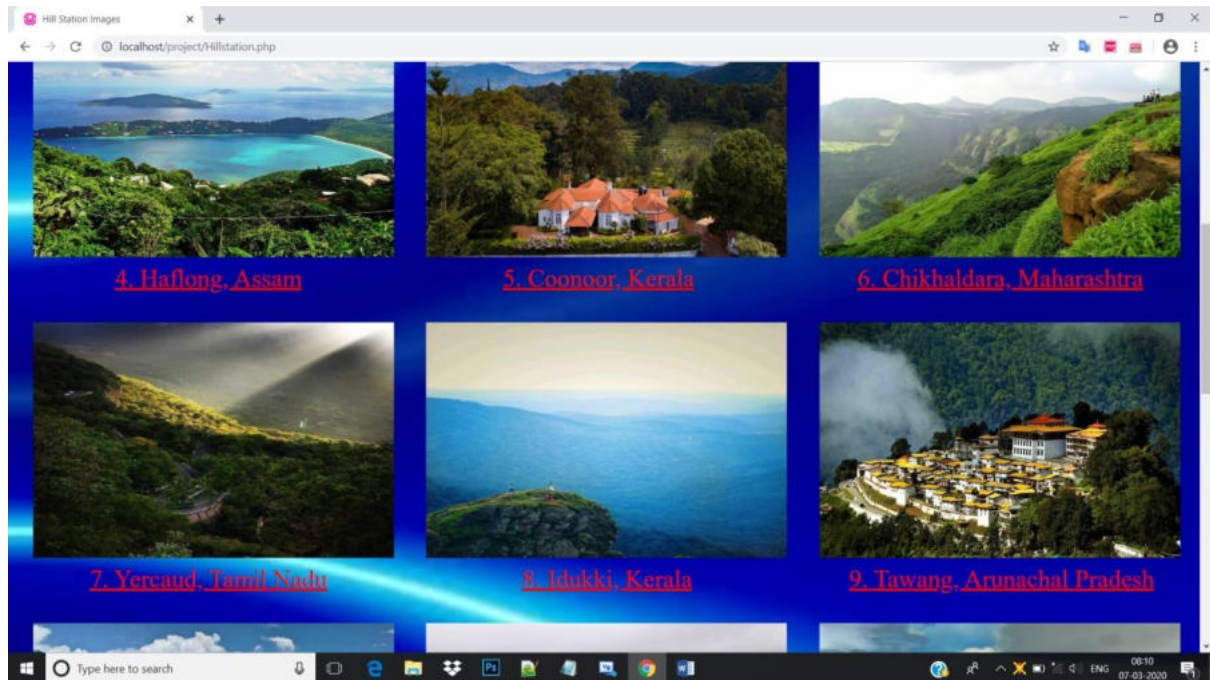 Hill Station Images
localhost/project/Hillstation.php
4. Haflong, Assam
5. Coonoor, Kerala
6. Chikhaldara, Maharashtra
7. Yercaud, Tamil Nadu
8. Idukki, Kerala
9. Tawang, Arunachal Pradesh
Type here to search
Ps
ENG
08:10
07-03-2020